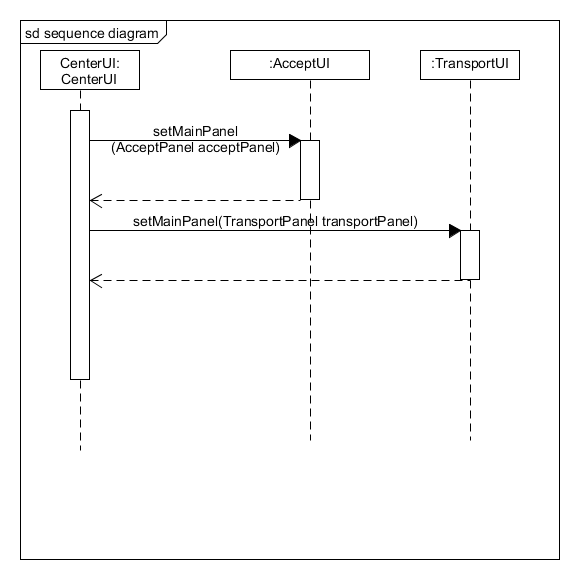 sd sequence diagram
CenterUI:
CenterUI
:AcceptUI
:TransportUI
setMainPanel
(AcceptPanel acceptPanel)
setMainPanel(TransportPanel transportPanel)